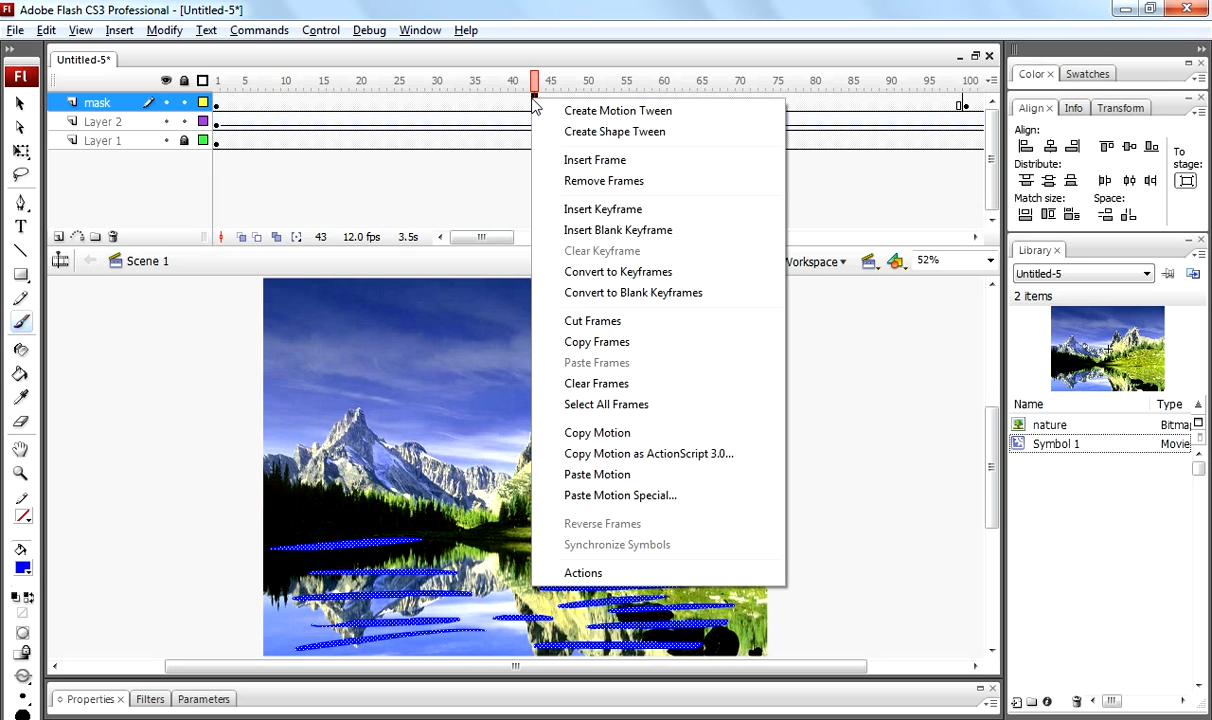 Fl Adobe Flash CS3 Professional - [Untitled-5*]
File Edit View Insert Modify Text Commands Control Debug Window Help
Untitled-5*
Fl
1 5 10 15 20 25 30 35 40 45 50 55 60 65 70 75 80 85 90 95 100
mask
Layer 2
Layer 1
43 12.0 fps 3.5s
Scene 1
Workspace 52%
Create Motion Tween
Create Shape Tween
Insert Frame
Remove Frames
Insert Keyframe
Insert Blank Keyframe
Clear Keyframe
Convert to Keyframes
Convert to Blank Keyframes
Cut Frames
Copy Frames
Paste Frames
Clear Frames
Select All Frames
Copy Motion
Copy Motion as ActionScript 3.0...
Paste Motion
Paste Motion Special...
Reverse Frames
Synchronize Symbols
Actions
Color × Swatches
Align × Info Transform
Align:
To stage:
Distribute:
Match size: Space:
Library ×
Untitled-5
2 items
Name Type
nature Bitma
Symbol 1 Movie
Properties × Filters Parameters